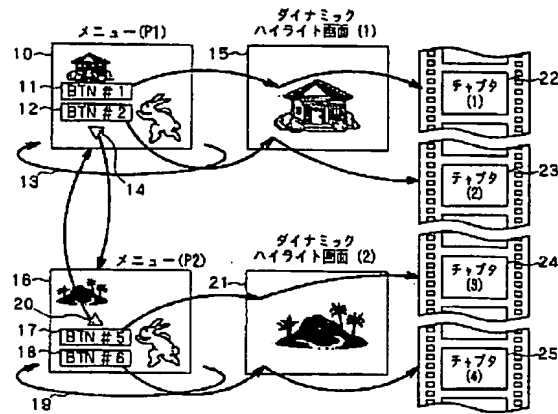 メニュー(P1)
ダイナミック
ハイライト画面 (1)
10
15
22
11
BTN #1
チャプタ
(1)
12
BTN #2
13
14
23
チャプタ
(2)
メニュー(P2)
ダイナミック
ハイライト画面 (2)
16
21
24
チャプタ
(3)
20
17
BTN #5
18
BTN #6
25
チャプタ
(4)
19